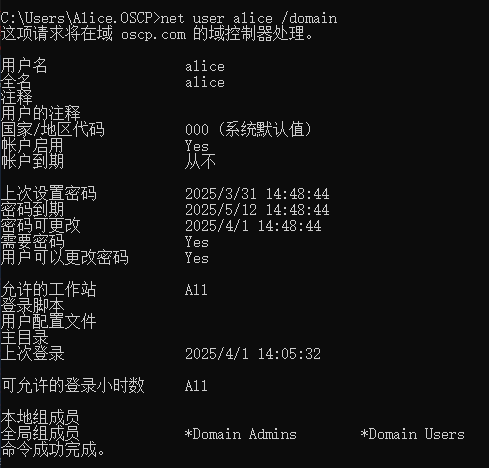 C:\Users\Alice.OSCP>net user alice /domain
这项请求将在域 oscp.com 的域控制器处理。
用户名 alice
全名 alice
注释
用户的注释
国家/地区代码 000 (系统默认值)
帐户启用 Yes
帐户到期 从不
上次设置密码 2025/3/31 14:48:44
密码到期 2025/5/12 14:48:44
密码可更改 2025/4/1 14:48:44
需要密码 Yes
用户可以更改密码 Yes
允许的工作站 All
登录脚本
用户配置文件
主目录
上次登录 2025/4/1 14:05:32
可允许的登录小时数 All
本地组成员
全局组成员 *Domain Admins *Domain Users
命令成功完成。